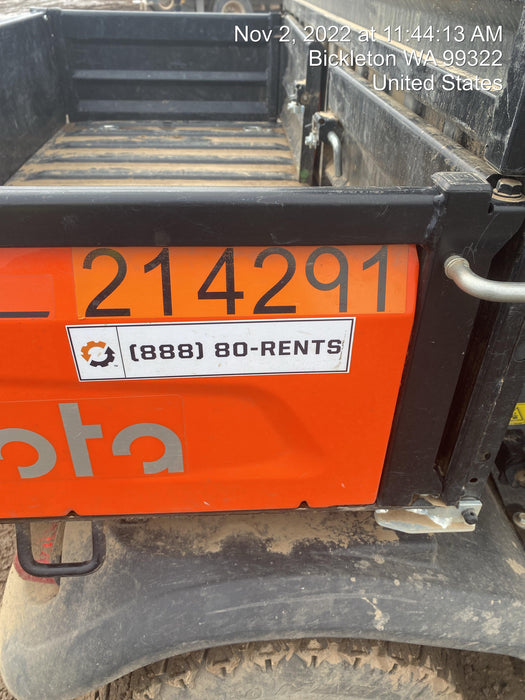 Nov 2, 2022 at 11:44:13 AM
Bickleton WA 99322
United States
214291
(888) 80-RENTS
ota